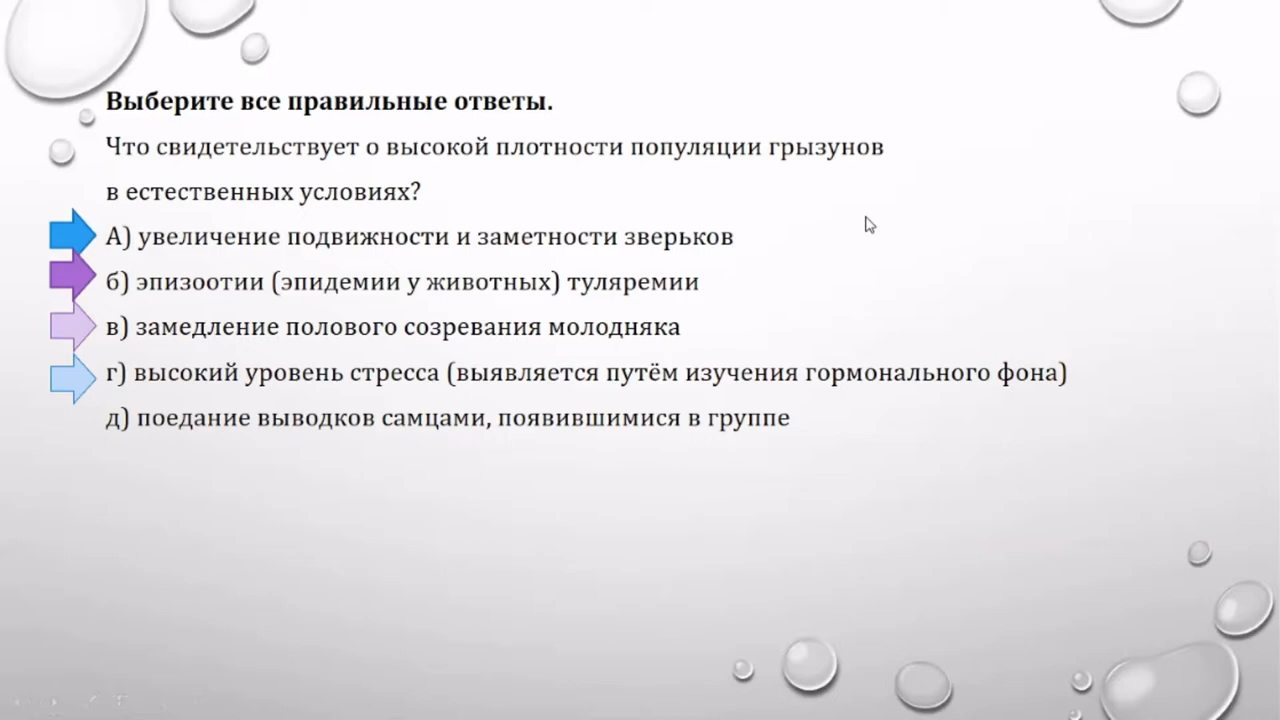 Выберите все правильные ответы.
Что свидетельствует о высокой плотности популяции грызунов
в естественных условиях?
А) увеличение подвижности и заметности зверьков
б) эпизоотии (эпидемии у животных) туляремии
в) замедление полового созревания молодняка
г) высокий уровень стресса (выявляется путём изучения гормонального фона)
д) поедание выводков самцами, появившимися в группе